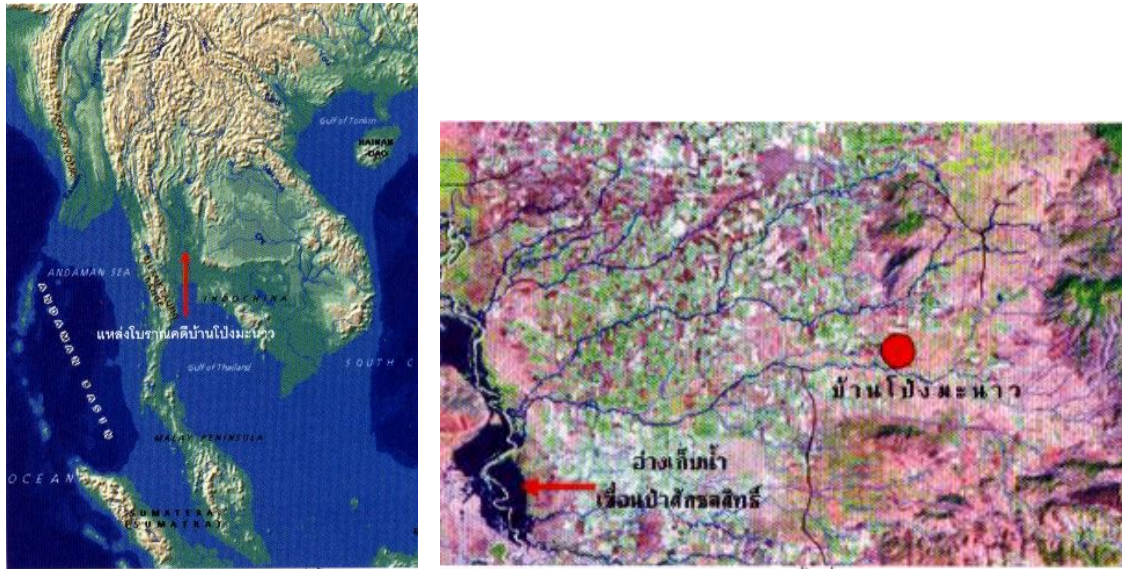 Gulf of Tonkin
HAINAN
DAO
ANDAMAN SEA
ANDAMAN BASIN
INDOCHINA
แหล่งโบราณคดีบ้านโป่งมะนาว
SOUTH C
Gulf of Thailand
MALAY PENINSULA
OCEAN
SUMATERA
(SUMATRA)
บ้านโป่งมะนาว
อ่างเก็บน้ำ
เขื่อนป่าสักชลสิทธิ์